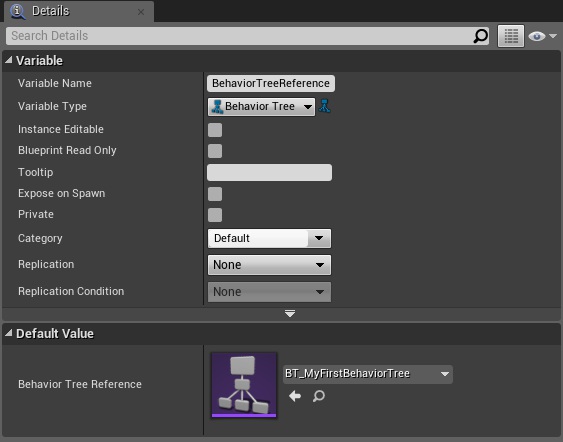 Details
Search Details
Variable
Variable Name BehaviorTreeReference
Variable Type Behavior Tree
Instance Editable
Blueprint Read Only
Tooltip
Expose on Spawn
Private
Category Default
Replication None
Replication Condition None
Default Value
Behavior Tree Reference BT_MyFirstBehaviorTree